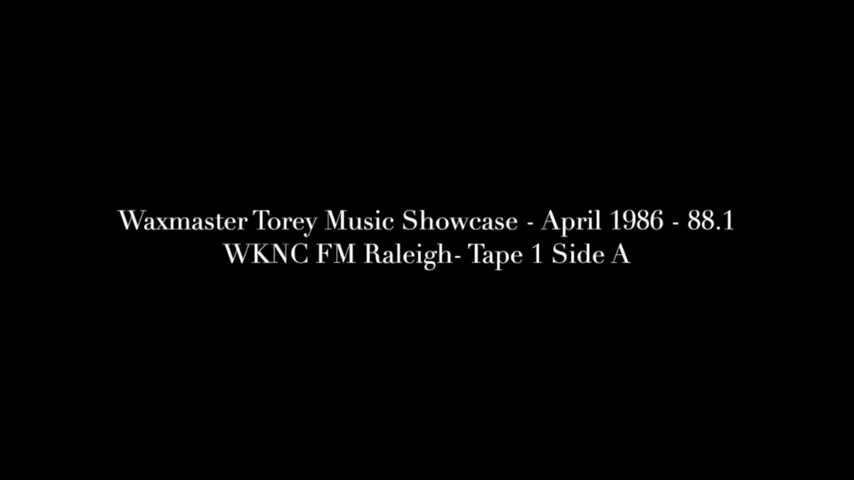 Waxmaster Torey Music Showcase - April 1986 - 88.1
WKNC FM Raleigh- Tape 1 Side A